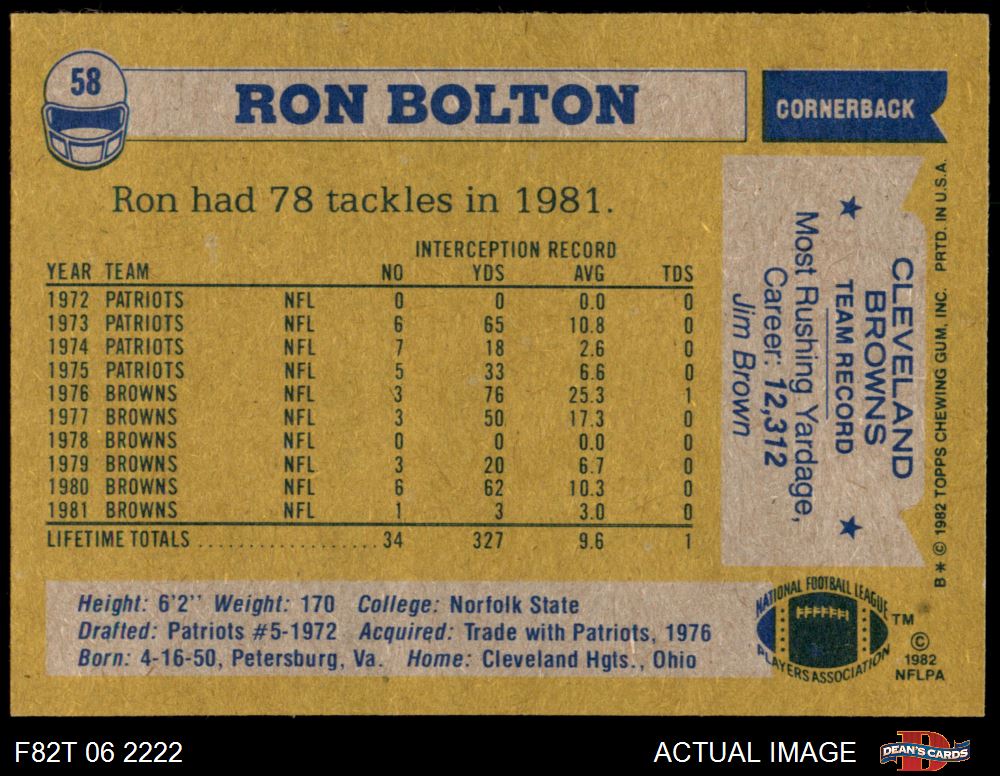 58
RON BOLTON
CORNERBACK
Ron had 78 tackles in 1981.
INTERCEPTION RECORD
YEAR TEAM NO YDS AVG TDS
1972 PATRIOTS NFL 0 0 0.0 0
1973 PATRIOTS NFL 6 65 10.8 0
1974 PATRIOTS NFL 7 18 2.6 0
1975 PATRIOTS NFL 5 33 6.6 0
1976 BROWNS NFL 3 76 25.3 1
1977 BROWNS NFL 3 50 17.3 0
1978 BROWNS NFL 0 0 0.0 0
1979 BROWNS NFL 3 20 6.7 0
1980 BROWNS NFL 6 62 10.3 0
1981 BROWNS NFL 1 3 3.0 0
LIFETIME TOTALS .................. 34 327 9.6 1
CLEVELAND
BROWNS
★ TEAM RECORD ★
Most Rushing Yardage,
Career: 12,312
Jim Brown
B* © 1982 TOPPS CHEWING GUM, INC. PRTD. IN U.S.A.
Height: 6'2" Weight: 170 College: Norfolk State
Drafted: Patriots #5-1972 Acquired: Trade with Patriots, 1976
Born: 4-16-50, Petersburg, Va. Home: Cleveland Hgts., Ohio
NATIONAL FOOTBALL LEAGUE
PLAYERS ASSOCIATION
TM
©
1982
NFLPA
F82T 06 2222
ACTUAL IMAGE
D
DEAN'S CARDS